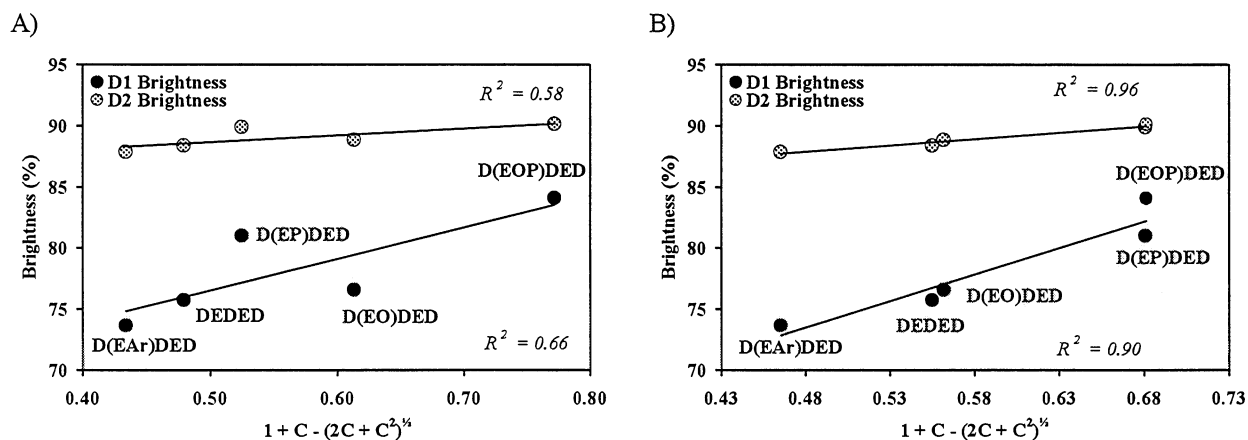 A)
95
90
85
80
75
70
Brightness (%)
D1 Brightness
D2 Brightness
R² = 0.58
D(EOP)DED
D(EP)DED
DEDED
D(EO)DED
D(EAr)DED
R² = 0.66
0.40 0.50 0.60 0.70 0.80
1 + C - (2C + C²)^½
B)
95
90
85
80
75
70
Brightness (%)
D1 Brightness
D2 Brightness
R² = 0.96
D(EOP)DED
D(EP)DED
D(EO)DED
DEDED
D(EAr)DED
R² = 0.90
0.43 0.48 0.53 0.58 0.63 0.68 0.73
1 + C - (2C + C²)^½